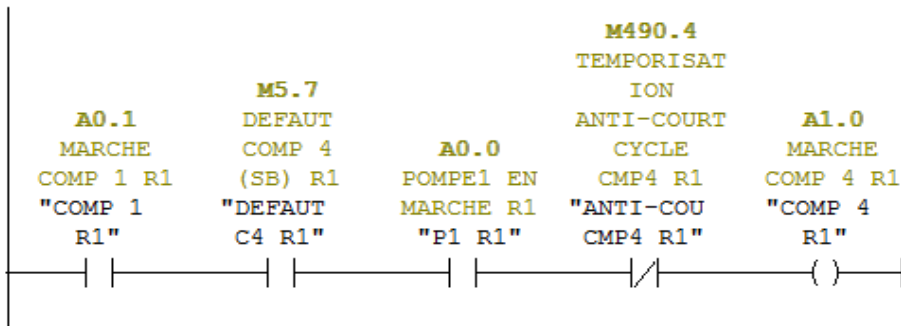 A0.1
MARCHE
COMP 1 R1
"COMP 1
R1"
M5.7
DEFAUT
COMP 4
(SB) R1
"DEFAUT
C4 R1"
A0.0
POMPE1 EN
MARCHE R1
"P1 R1"
M490.4
TEMPORISAT
ION
ANTI-COURT
CYCLE
CMP4 R1
"ANTI-COU
CMP4 R1"
A1.0
MARCHE
COMP 4 R1
"COMP 4
R1"